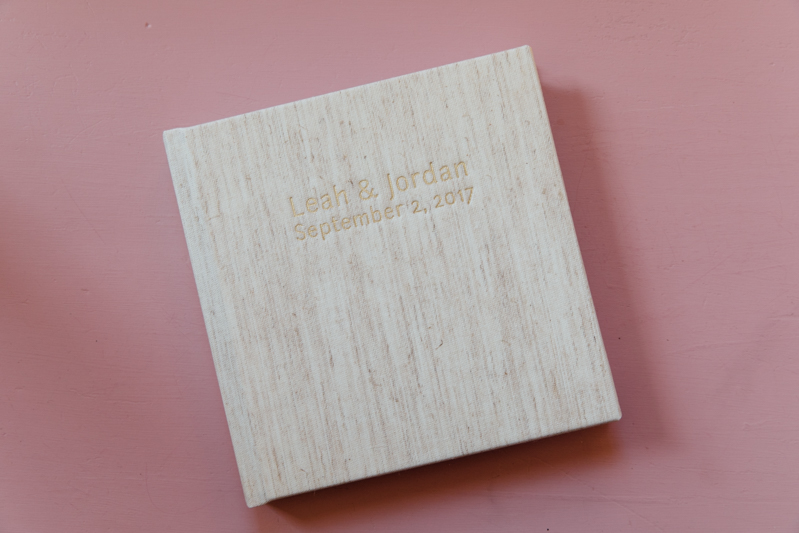 Leah & Jordan
September 2, 2017